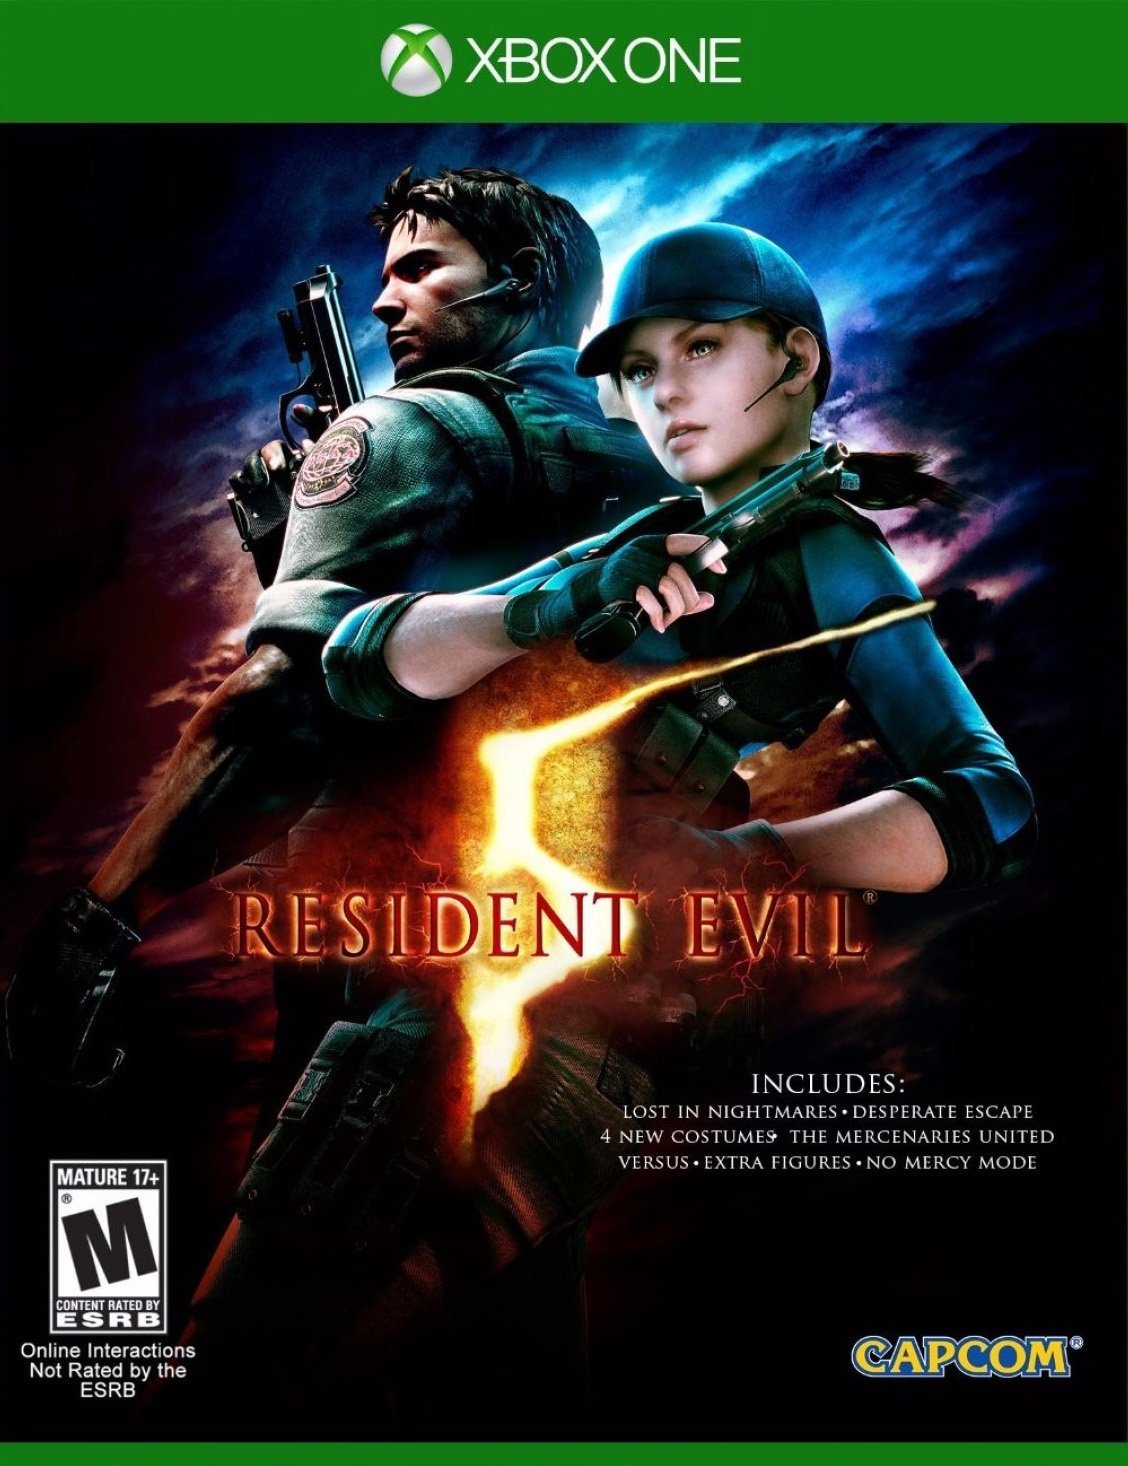 XBOX ONE
RESIDENT EVIL®
5
INCLUDES:
LOST IN NIGHTMARES • DESPERATE ESCAPE
4 NEW COSTUMES • THE MERCENARIES UNITED
VERSUS • EXTRA FIGURES • NO MERCY MODE
MATURE 17+
M®
CONTENT RATED BY
ESRB
Online Interactions
Not Rated by the
ESRB
CAPCOM®